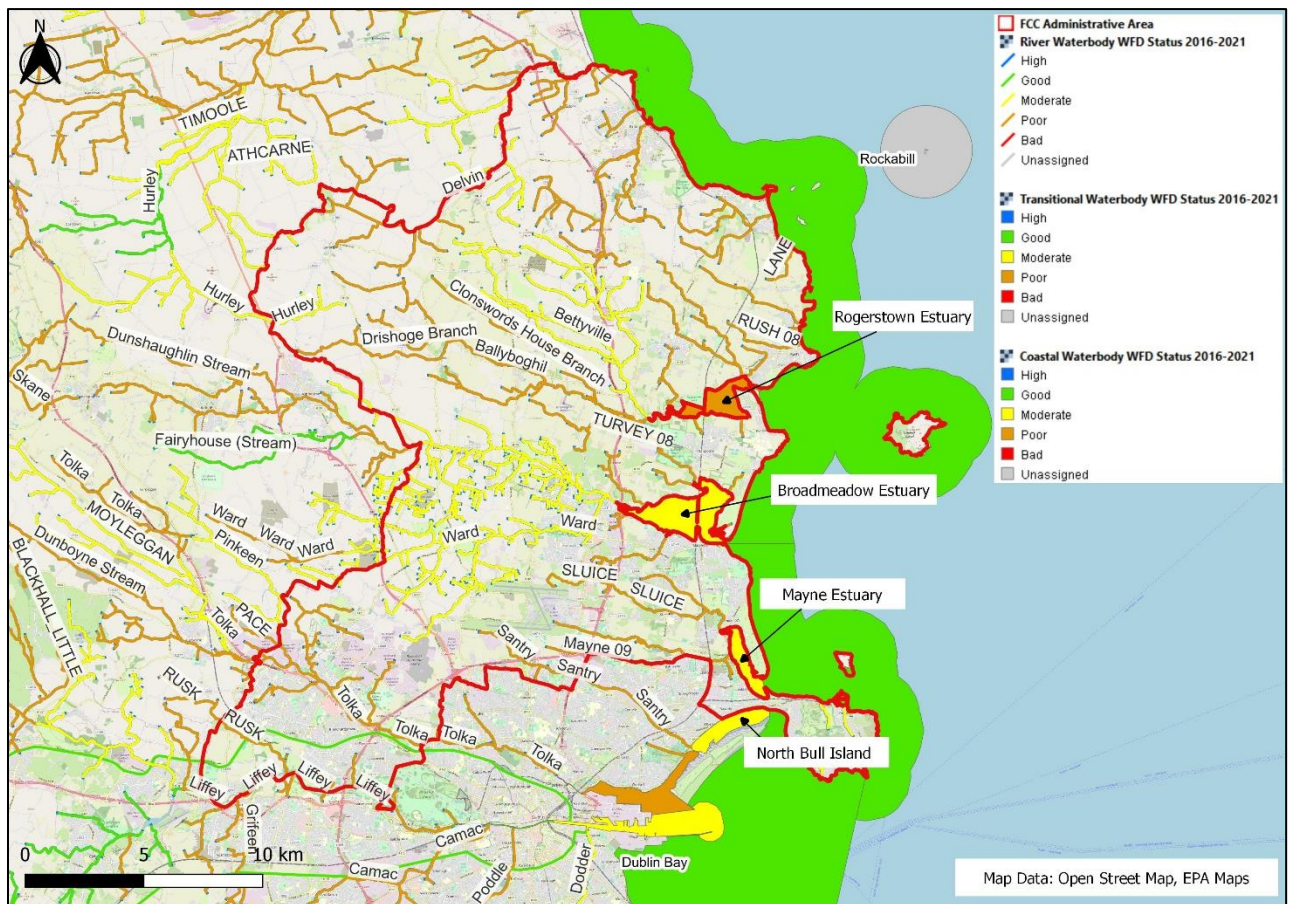 N
FCC Administrative Area
River Waterbody WFD Status 2016-2021
High
Good
Moderate
Poor
Bad
Unassigned
Transitional Waterbody WFD Status 2016-2021
High
Good
Moderate
Poor
Bad
Unassigned
Coastal Waterbody WFD Status 2016-2021
High
Good
Moderate
Poor
Bad
Unassigned
TIMOOLE
ATHCARNE
Hurley
Delvin
Rockabill
LANE
Hurley
Hurley
Clonswords House Branch
Bettyville
Rogerstown Estuary
Drishoge Branch
Ballyboghil
RUSH 08
Dunshaughlin Stream
Skane
TURVEY 08
Fairyhouse (Stream)
Tolka
Tolka
Broadmeadow Estuary
MOYLEGGAN
Ward
Ward
Ward
Ward
Ward
Pinkeen
Dunboyne Stream
BLACKHALL_LITTLE
SLUICE
SLUICE
Mayne Estuary
PACE
Tolka
Santry
Mayne 09
Santry
Santry
RUSK
RUSK
Tolka
Tolka
Tolka
Tolka
North Bull Island
Liffey
Liffey
Liffey
Liffey
Griffeen
Camac
Camac
Poddle
Dodder
Dublin Bay
0 5 10 km
Map Data: Open Street Map, EPA Maps